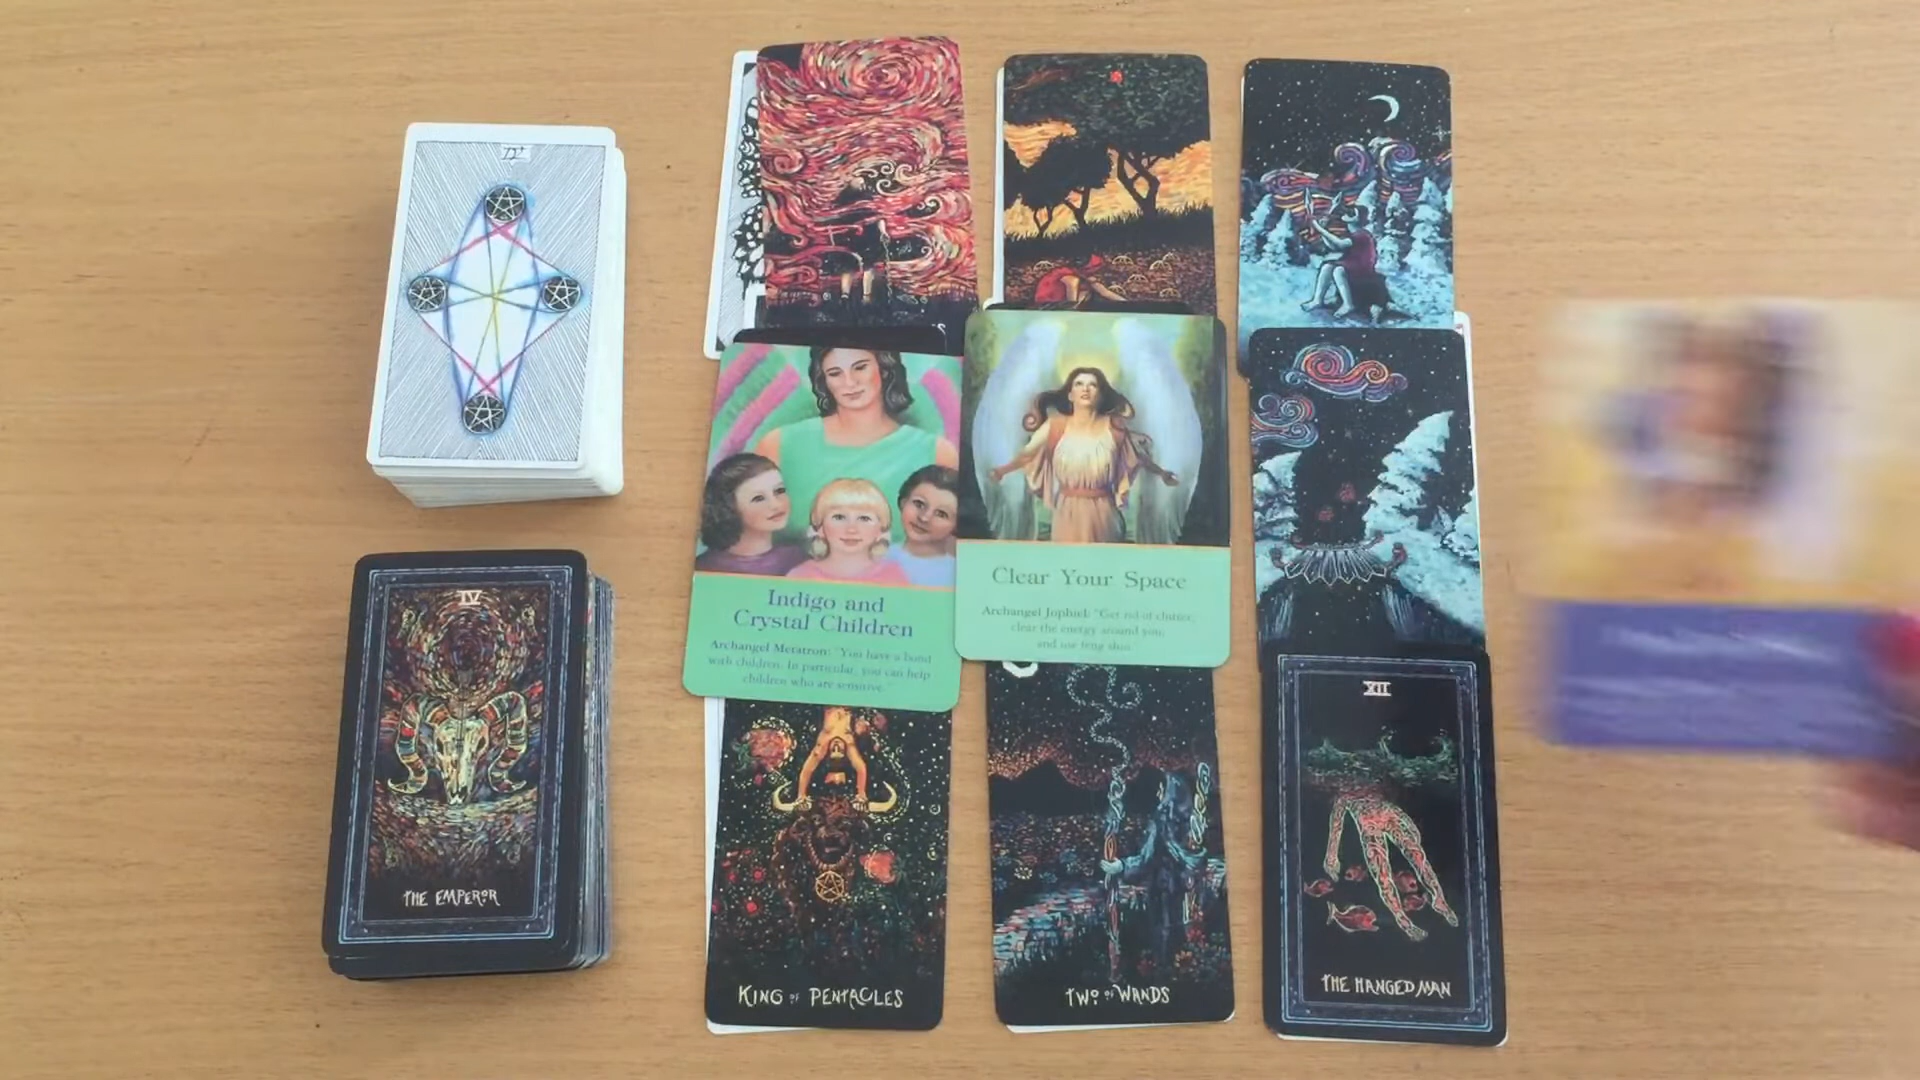 IV
IV
THE EMPEROR
Indigo and
Crystal Children
Archangel Metatron: "You have a bond
with children. In particular, you can help
children who are sensitive."
Clear Your Space
Archangel Jophiel: "Get rid of clutter,
clear the energy around you,
and use feng shui.
KING OF PENTACLES
TWO OF WANDS
XII
THE HANGED MAN